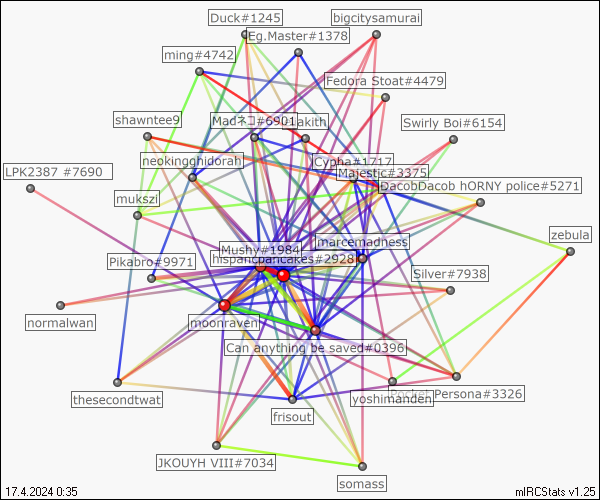 Duck#1245
bigcitysamurai
Eg.Master#1378
ming#4742
Fedora Stoat#4479
shawntee9
Madネコ#6901
Swirly Boi#6154
neokingghidorah
Cypha#1717
LPK2387 #7690
Majestic#3375
DacobDacob hORNY police#5271
mukszi
zebula
marcemadness
Mushy#1984
hispancpancakes#2928
Pikabro#9971
Silver#7938
normalwan
moonraven
Can anything be saved#0396
thesecondtwat
Pocket Persona#3326
yoshimanden
frisout
JKOUYH VIII#7034
somass
17.4.2024 0:35
mIRCStats v1.25